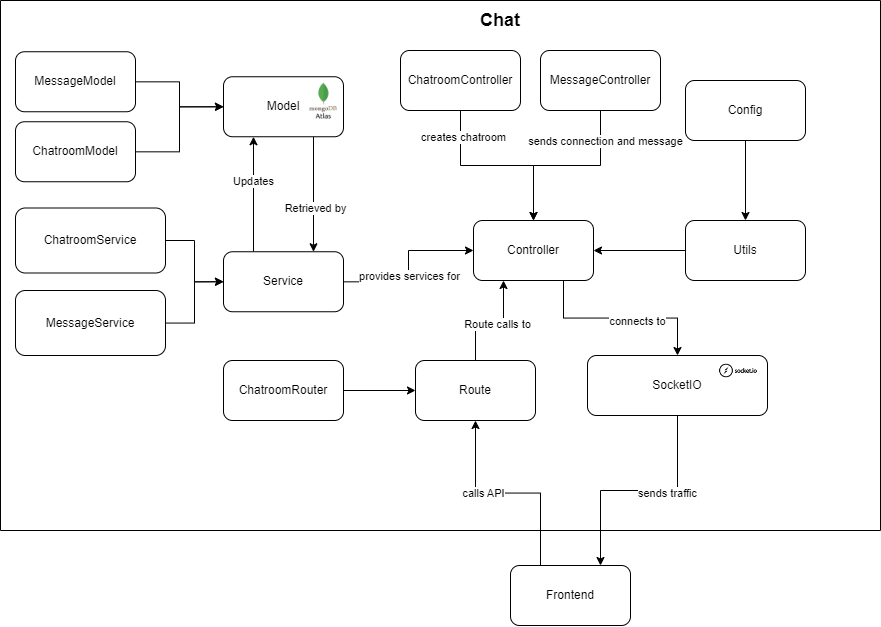 Chat
MessageModel
ChatroomModel
Model
mongoDB
Atlas
ChatroomController
MessageController
Config
creates chatroom
sends connection and message
Updates
Retrieved by
ChatroomService
MessageService
Service
provides services for
Controller
Utils
Route calls to
connects to
ChatroomRouter
Route
socket.io
SocketIO
calls API
sends traffic
Frontend